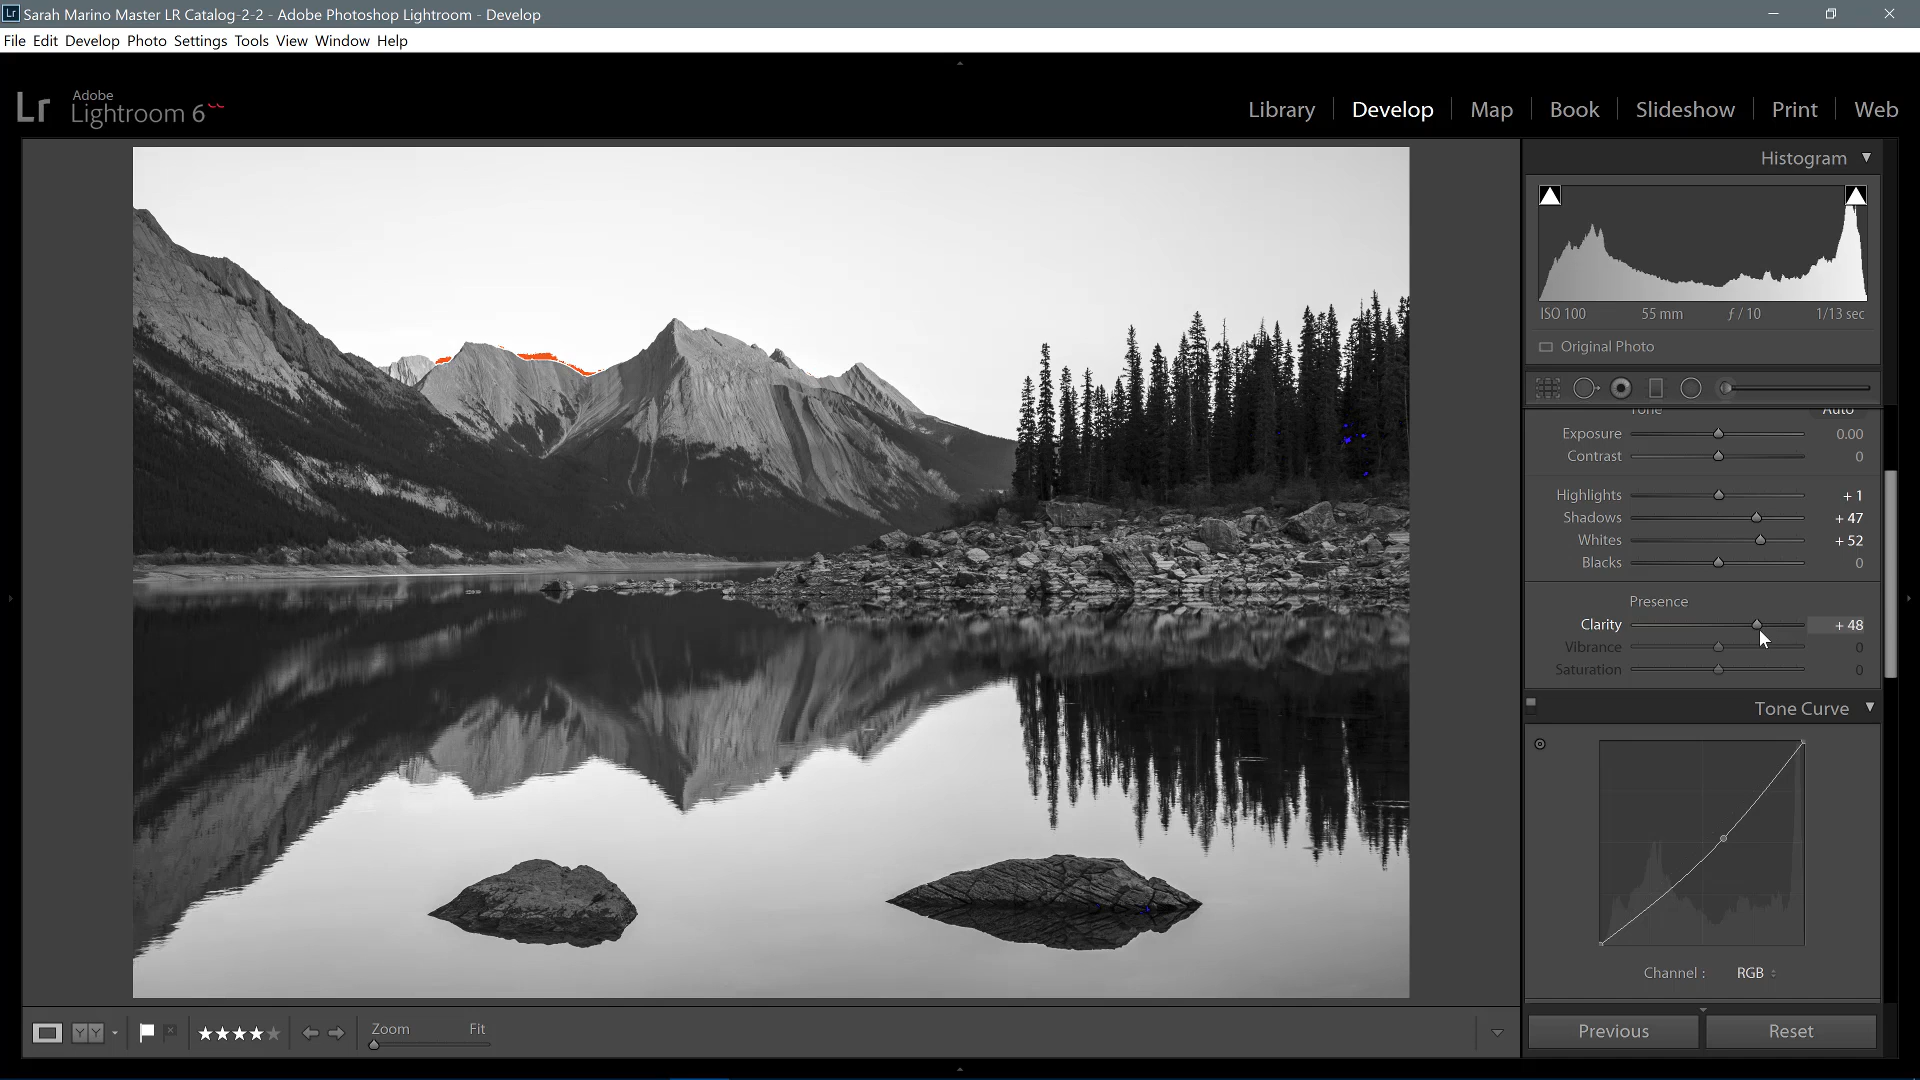 Lr Sarah Marino Master LR Catalog-2-2 - Adobe Photoshop Lightroom - Develop
File Edit Develop Photo Settings Tools View Window Help
Lr Adobe
Lightroom 6
Library Develop Map Book Slideshow Print Web
Histogram
ISO 100 55 mm ƒ / 10 1/13 sec
Original Photo
Tone Auto
Exposure 0.00
Contrast 0
Highlights + 1
Shadows + 47
Whites + 52
Blacks 0
Presence
Clarity + 48
Vibrance 0
Saturation 0
Tone Curve
Channel : RGB
Y Y Zoom Fit
Previous Reset